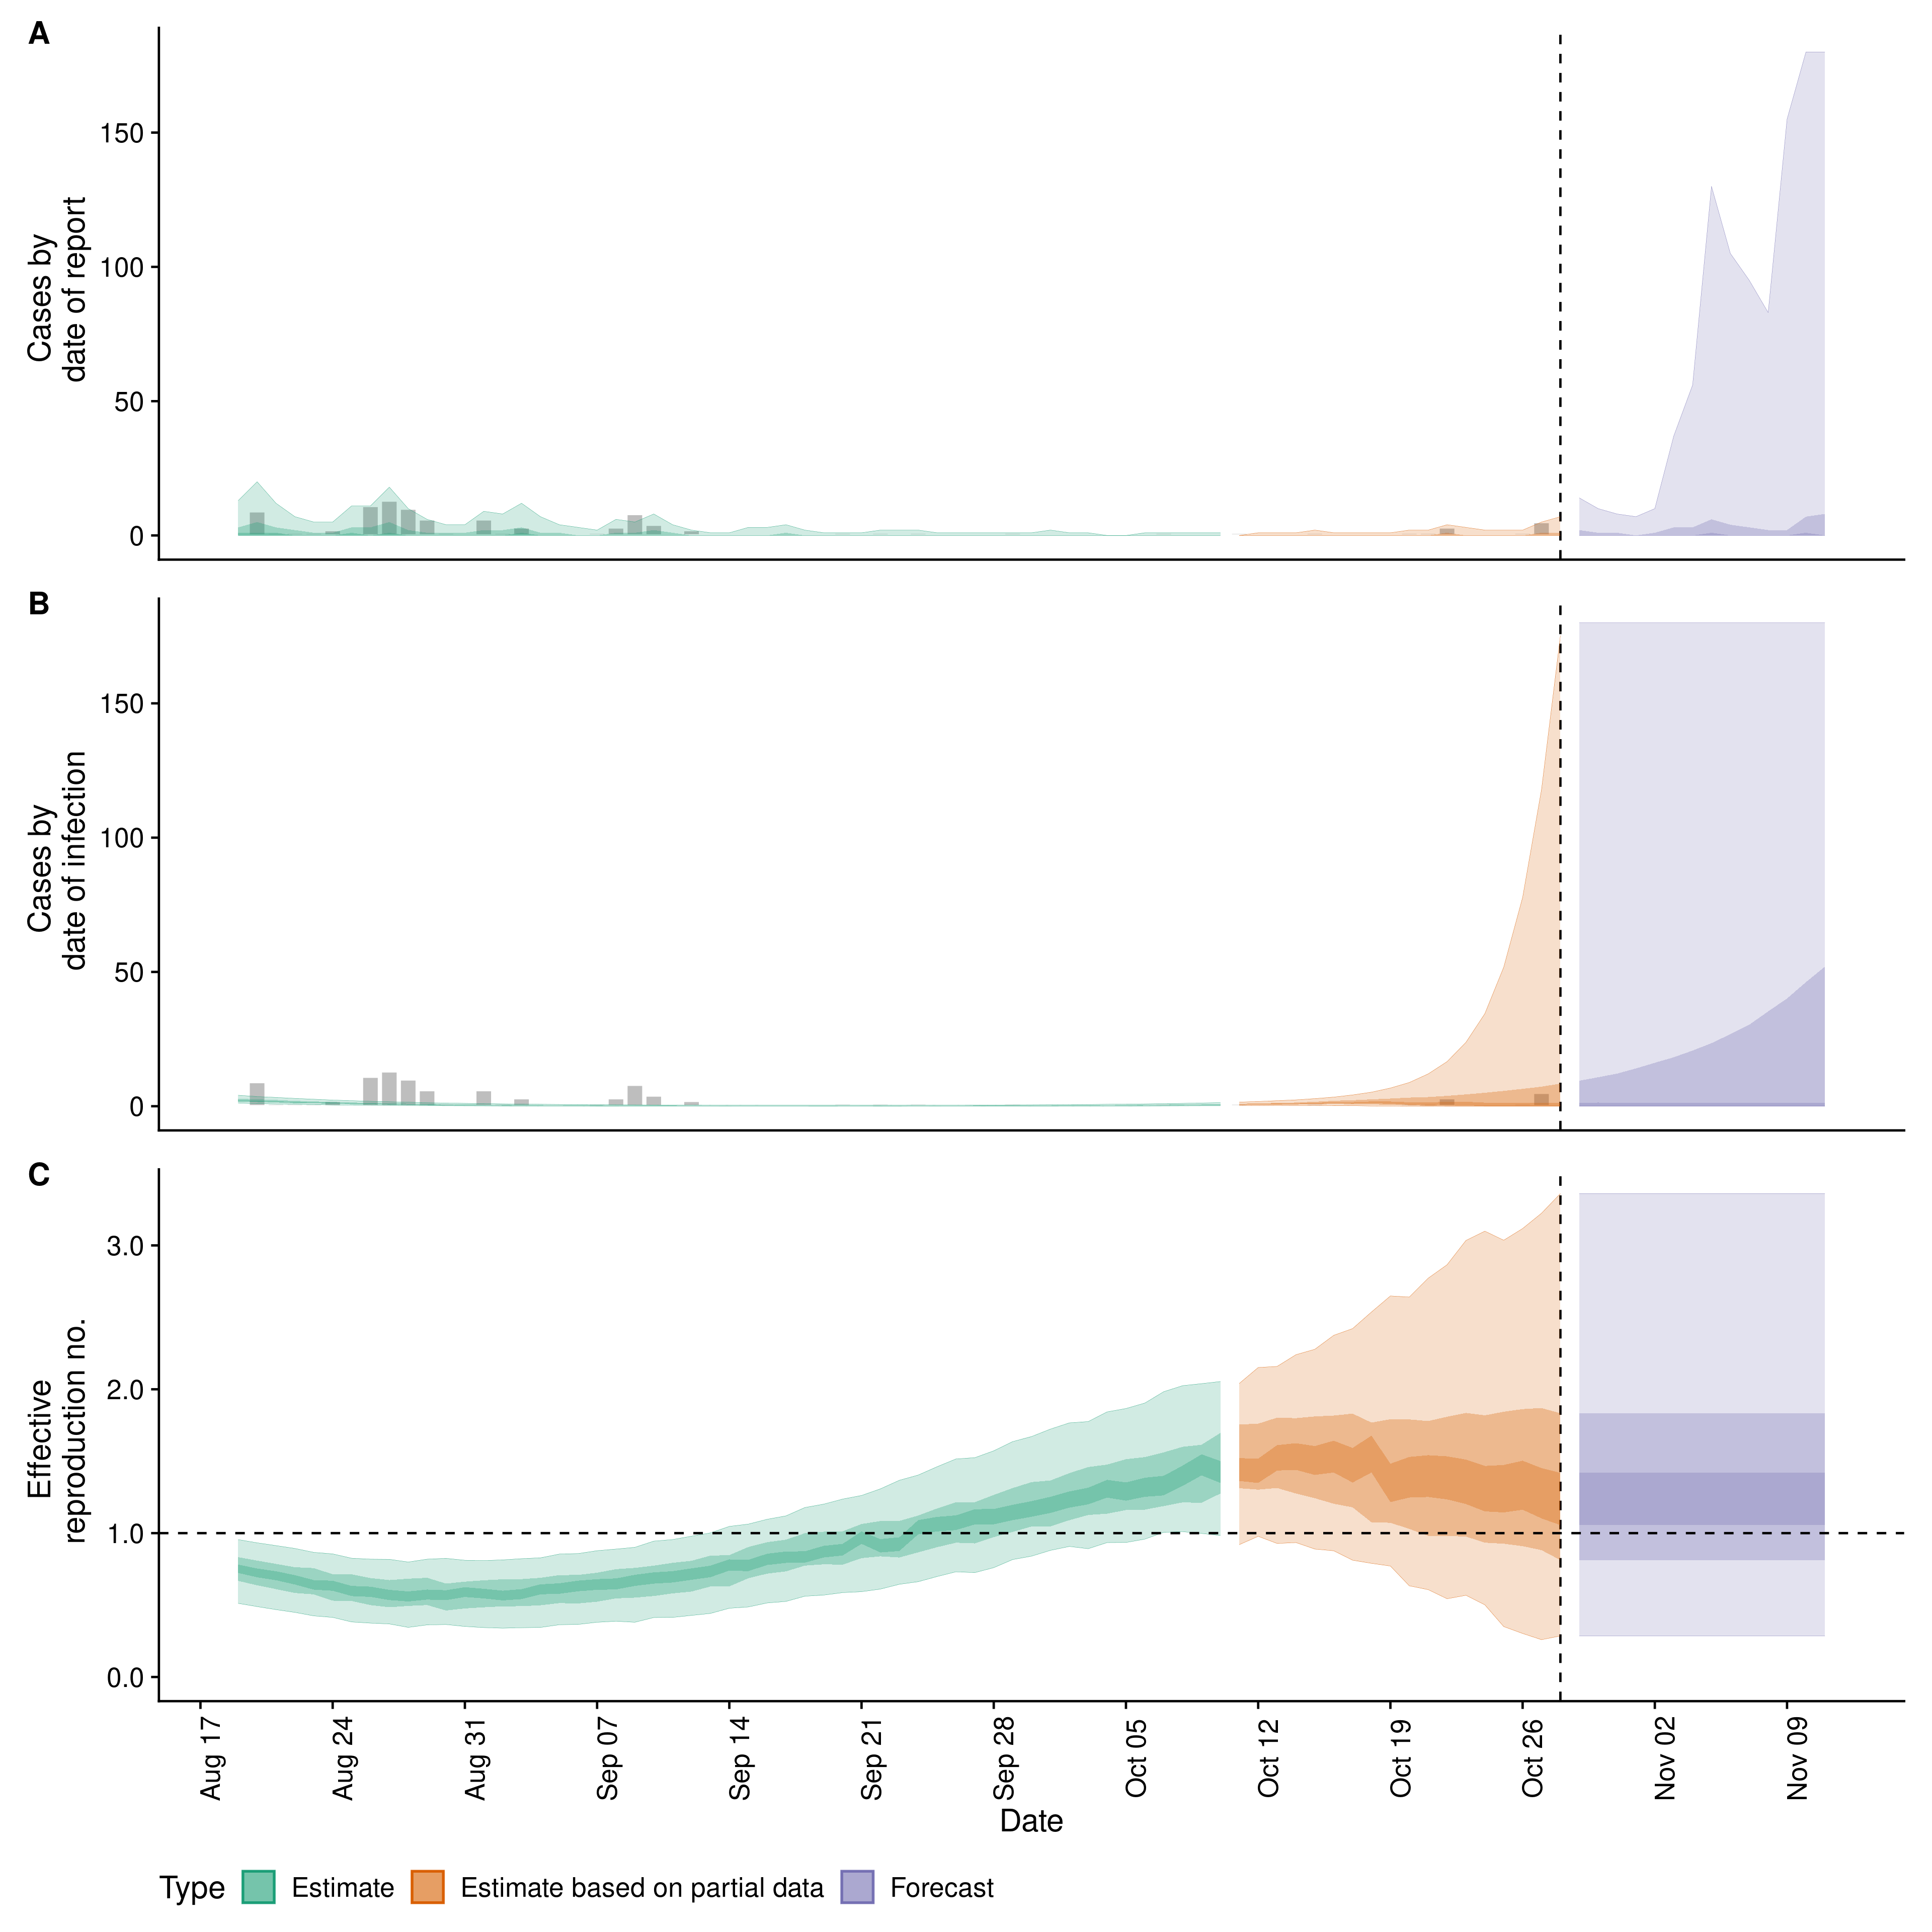 A
Cases by
date of report
150
100
50
0
B
Cases by
date of infection
150
100
50
0
C
Effective
reproduction no.
3.0
2.0
1.0
0.0
Aug 17
Aug 24
Aug 31
Sep 07
Sep 14
Sep 21
Sep 28
Oct 05
Oct 12
Oct 19
Oct 26
Nov 02
Nov 09
Date
Type Estimate Estimate based on partial data Forecast